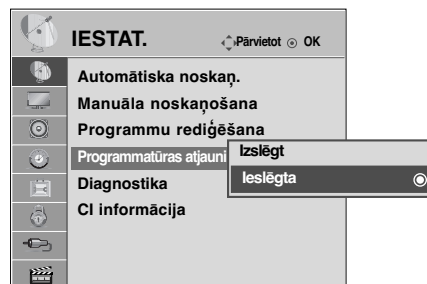 IESTAT.
Pārvietot OK
Automātiska noskaņ.
Manuāla noskaņošana
Programmu rediģēšana
Programmatūras atjauni
Izslēgt
Ieslēgta
Diagnostika
CI informācija